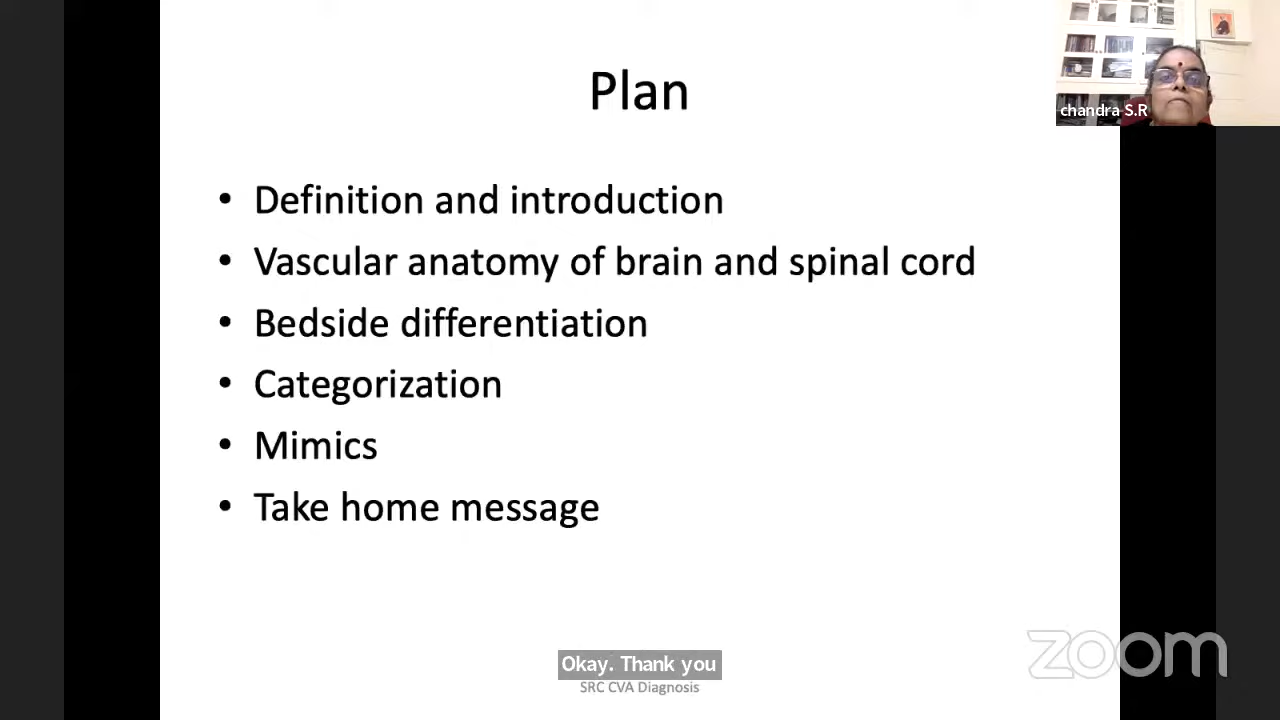 Plan
chandra S.R
• Definition and introduction
• Vascular anatomy of brain and spinal cord
• Bedside differentiation
• Categorization
• Mimics
• Take home message
Okay. Thank you
SRC CVA Diagnosis
zoom